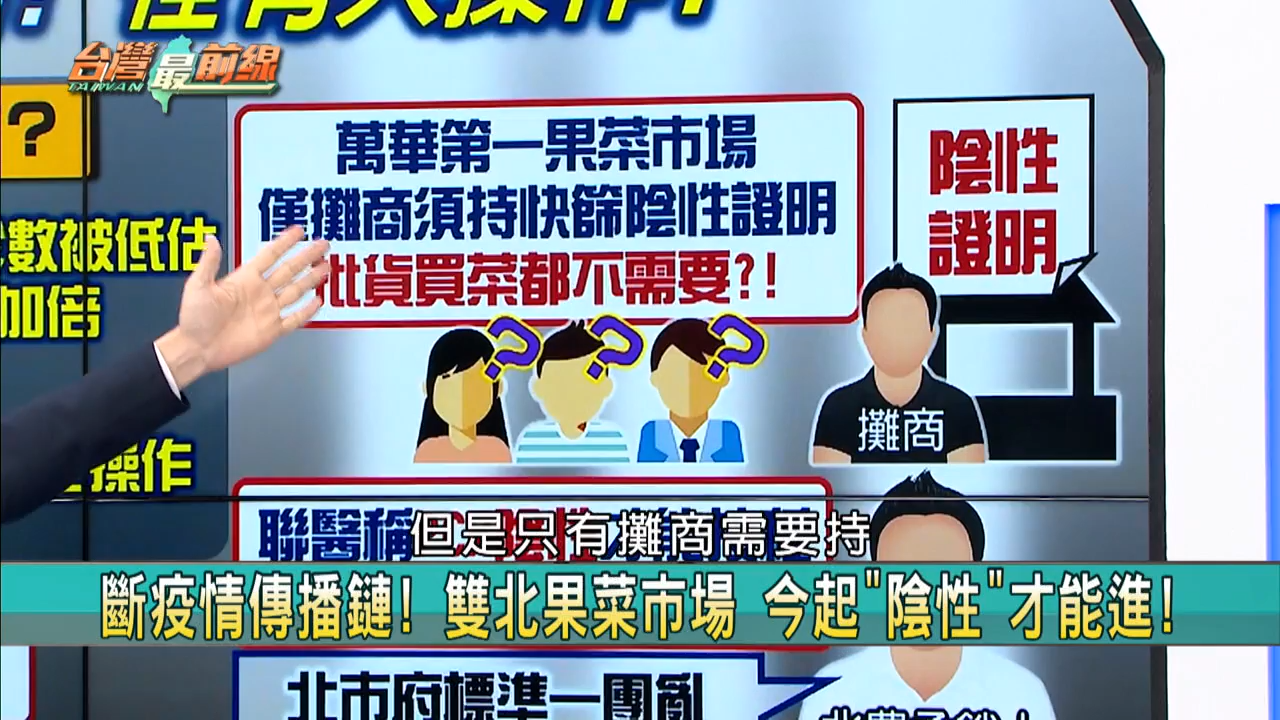 台灣最前線
TAIWAN
?
萬華第一果菜市場
僅攤商須持快篩陰性證明
批貨買菜都不需要?!
陰性
證明
數被低估
加倍
???
攤商
操作
聯醫稱
但是只有攤商需要持
斷疫情傳播鏈! 雙北果菜市場 今起"陰性"才能進!
北市府標準一團亂